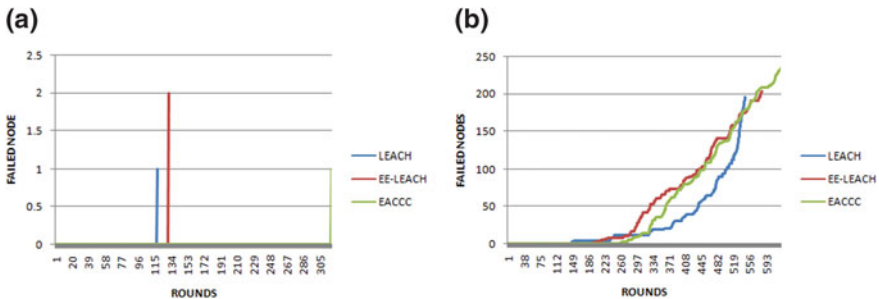 (a)
2.5
2
1.5
1
0.5
0
FAILED NODE
1 20 39 58 77 96 115 134 153 172 191 210 229 248 267 286 305
ROUNDS
LEACH
EE-LEACH
EACCC
(b)
250
200
150
100
50
0
FAILED NODES
1 38 75 112 149 186 223 260 297 334 371 408 445 482 519 556 593
ROUNDS
LEACH
EE-LEACH
EACCC